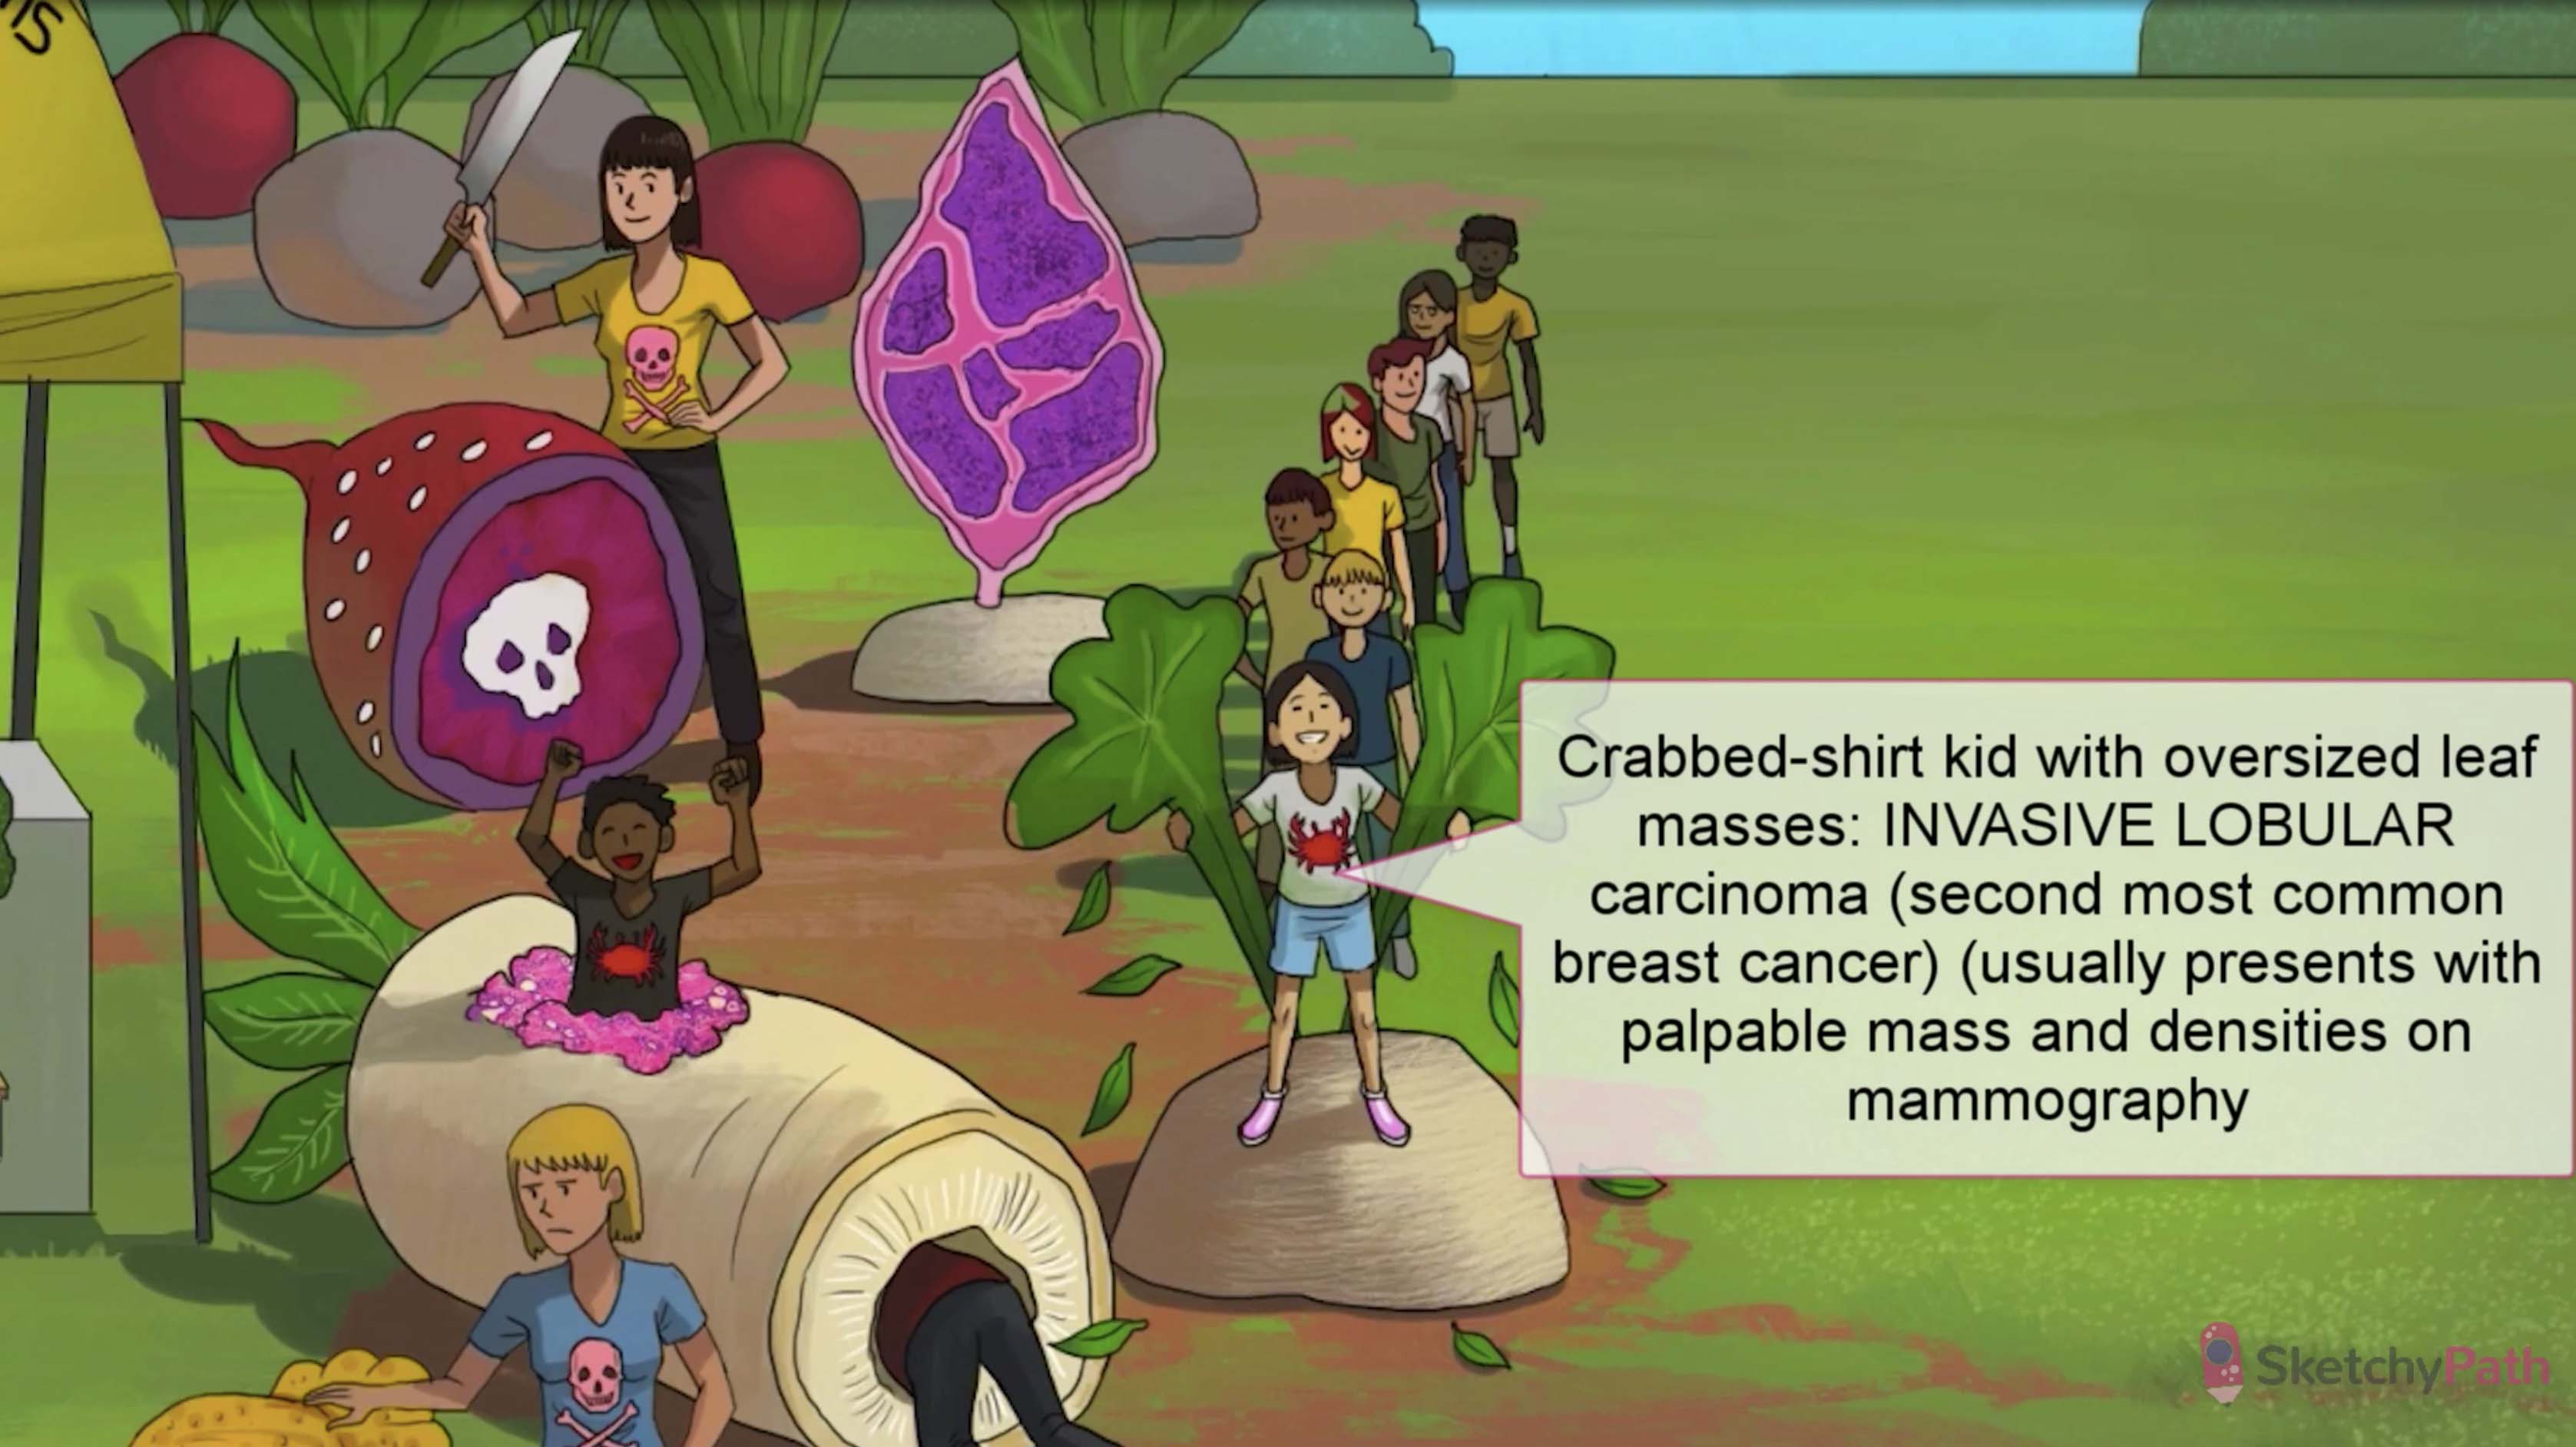 NS
Crabbed-shirt kid with oversized leaf
masses: INVASIVE LOBULAR
carcinoma (second most common
breast cancer) (usually presents with
palpable mass and densities on
mammography
SketchyPath